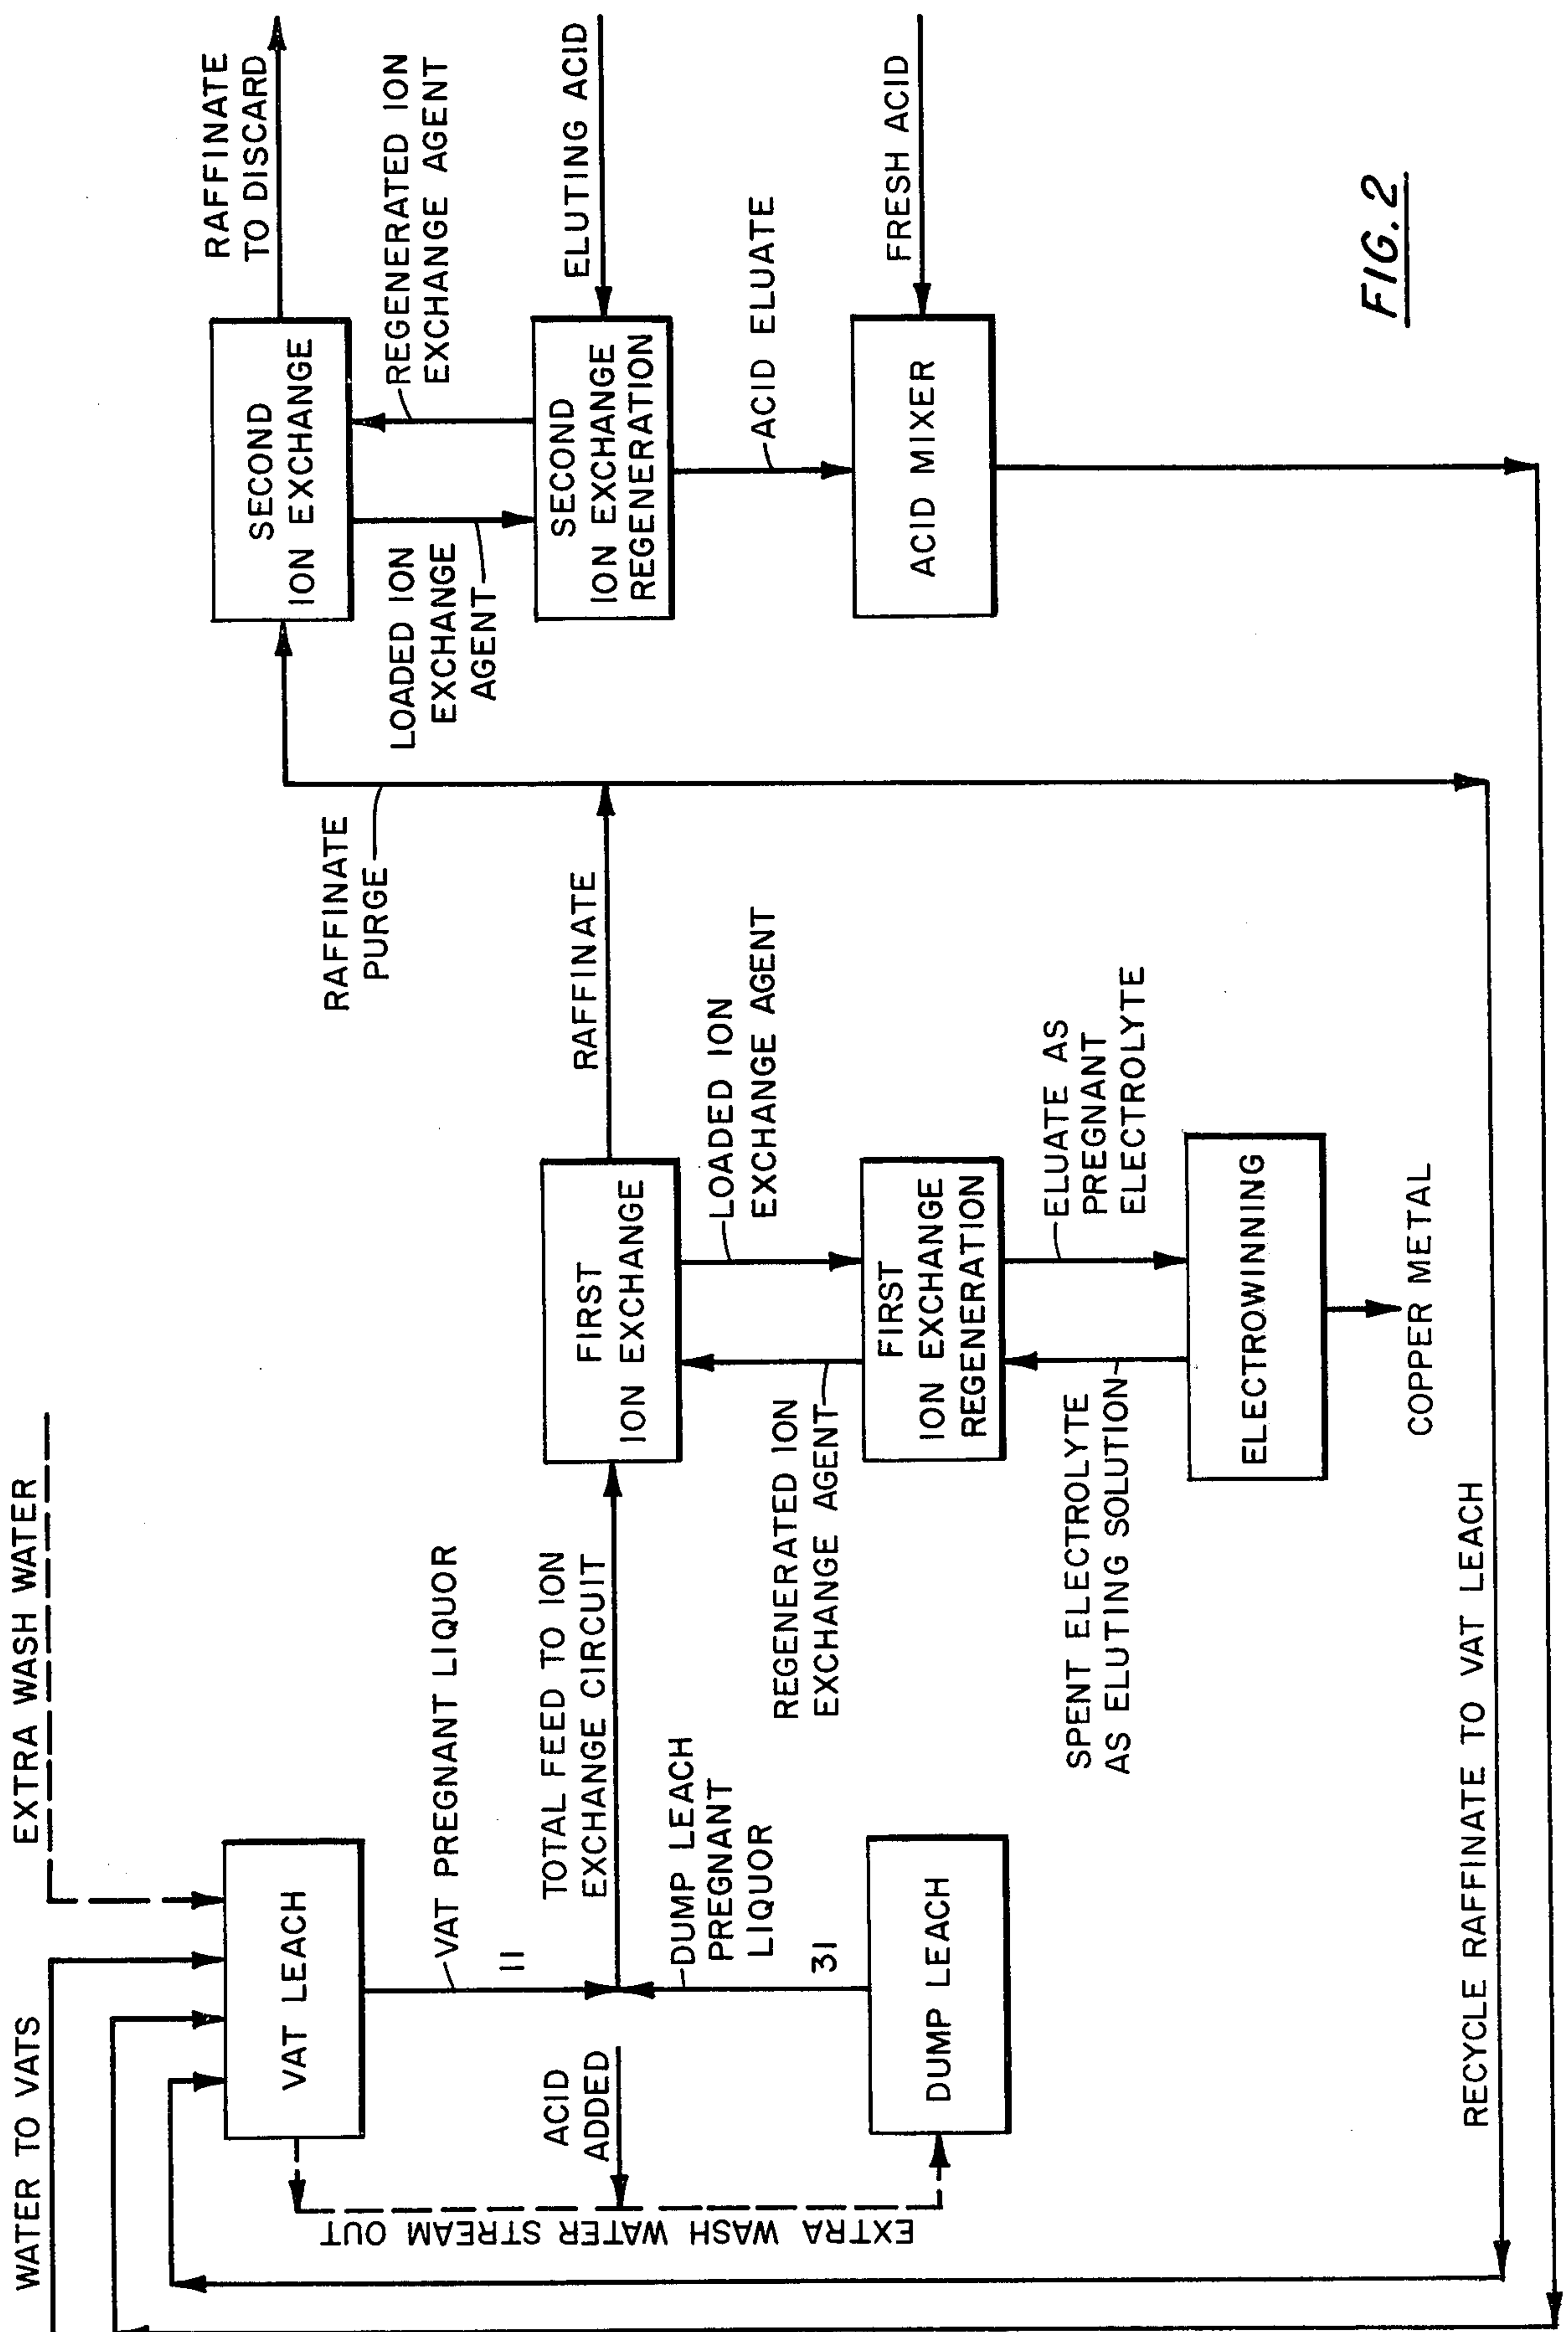 EXTRA WASH WATER
WATER TO VATS
VAT LEACH
VAT PREGNANT LIQUOR
11
TOTAL FEED TO ION
EXCHANGE CIRCUIT
ACID
ADDED
EXTRA WASH WATER STREAM OUT
DUMP LEACH
PREGNANT
LIQUOR
31
DUMP LEACH
FIRST
ION EXCHANGE
RAFFINATE
LOADED ION
EXCHANGE AGENT
REGENERATED ION
EXCHANGE AGENT
FIRST
ION EXCHANGE
REGENERATION
ELUATE AS
PREGNANT
ELECTROLYTE
SPENT ELECTROLYTE
AS ELUTING SOLUTION
ELECTROWINNING
COPPER METAL
RECYCLE RAFFINATE TO VAT LEACH
RAFFINATE
PURGE
SECOND
ION EXCHANGE
RAFFINATE
TO DISCARD
REGENERATED ION
EXCHANGE AGENT
LOADED ION
EXCHANGE
AGENT
SECOND
ION EXCHANGE
REGENERATION
ELUTING ACID
ACID ELUATE
ACID MIXER
FRESH ACID
FIG. 2